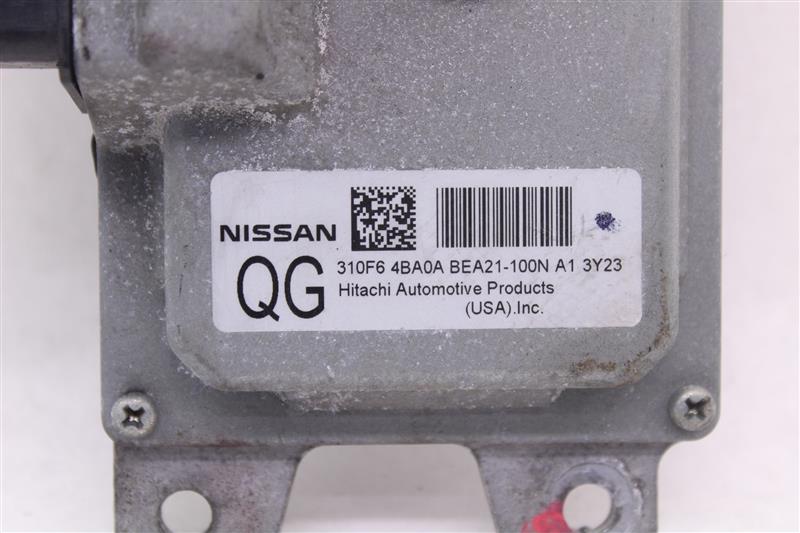 NISSAN
QG
310F6 4BA0A BEA21-100N A1 3Y23
Hitachi Automotive Products
(USA).Inc.